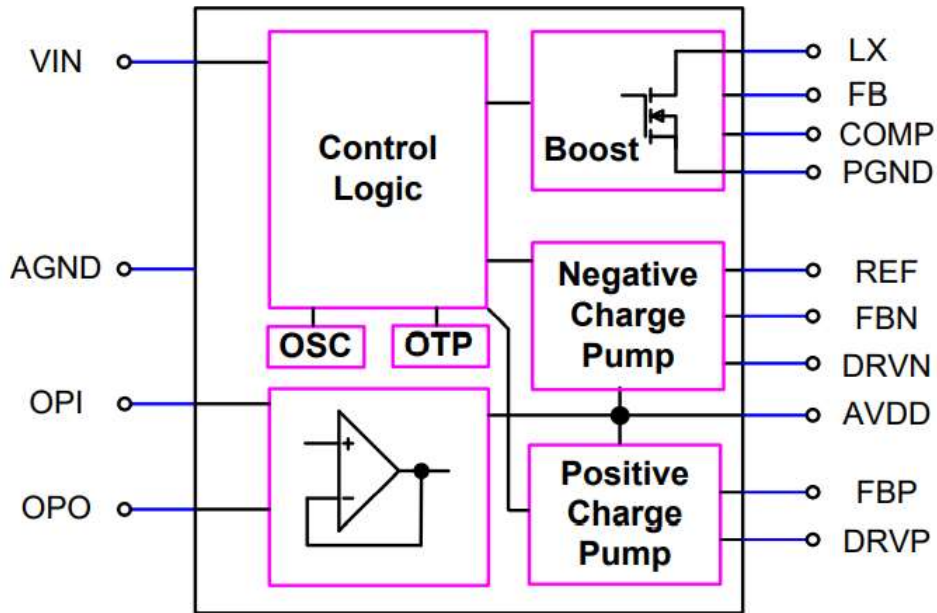 VIN
AGND
OPI
OPO
Control
Logic
OSC
OTP
Boost
Negative
Charge
Pump
Positive
Charge
Pump
+
−
LX
FB
COMP
PGND
REF
FBN
DRVN
AVDD
FBP
DRVP